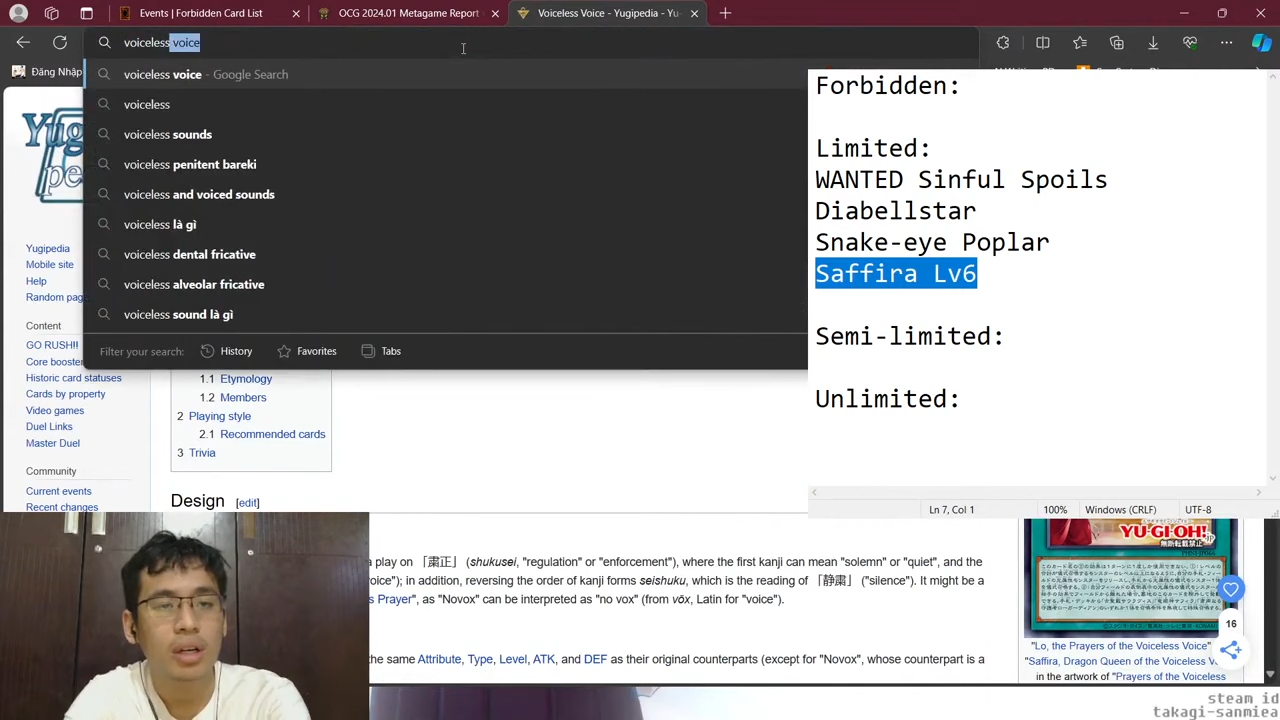 Events | Forbidden Card List
OCG 2024.01 Metagame Report -
Voiceless Voice - Yugipedia - Yu-
voiceless voice
Đăng Nhập
voiceless voice - Google Search
voiceless
voiceless sounds
voiceless penitent bareki
voiceless and voiced sounds
voiceless là gì
voiceless dental fricative
voiceless alveolar fricative
voiceless sound là gì
Filter your search:
History
Favorites
Tabs
Yugipedia
Mobile site
Help
Random page
Content
GO RUSH!!
Core booster
Historic card statuses
Cards by property
Video games
Duel Links
Master Duel
Community
Current events
Recent changes
1.1 Etymology
1.2 Members
2 Playing style
2.1 Recommended cards
3 Trivia
Design [edit]
a play on 「粛正」 (shukusei, "regulation" or "enforcement"), where the first kanji can mean "solemn" or "quiet", and the
oice"); In addition, reversing the order of kanji forms seishuku, which is the reading of 「静粛」 ("silence"). It might be a
s Prayer", as "Novox" can be interpreted as "no vox" (from vōx, Latin for "voice").
the same Attribute, Type, Level, ATK, and DEF as their original counterparts (except for "Novox", whose counterpart is a
Forbidden:
Limited:
WANTED Sinful Spoils
Diabellstar
Snake-eye Poplar
Saffira Lv6
Semi-limited:
Unlimited:
Ln 7, Col 1
100%
Windows (CRLF)
UTF-8
YU-GI-OH!
16
"Lo, the Prayers of the Voiceless Voice"
"Saffira, Dragon Queen of the Voiceless V
in the artwork of "Prayers of the Voiceless
steam id
takagi-sanmiea